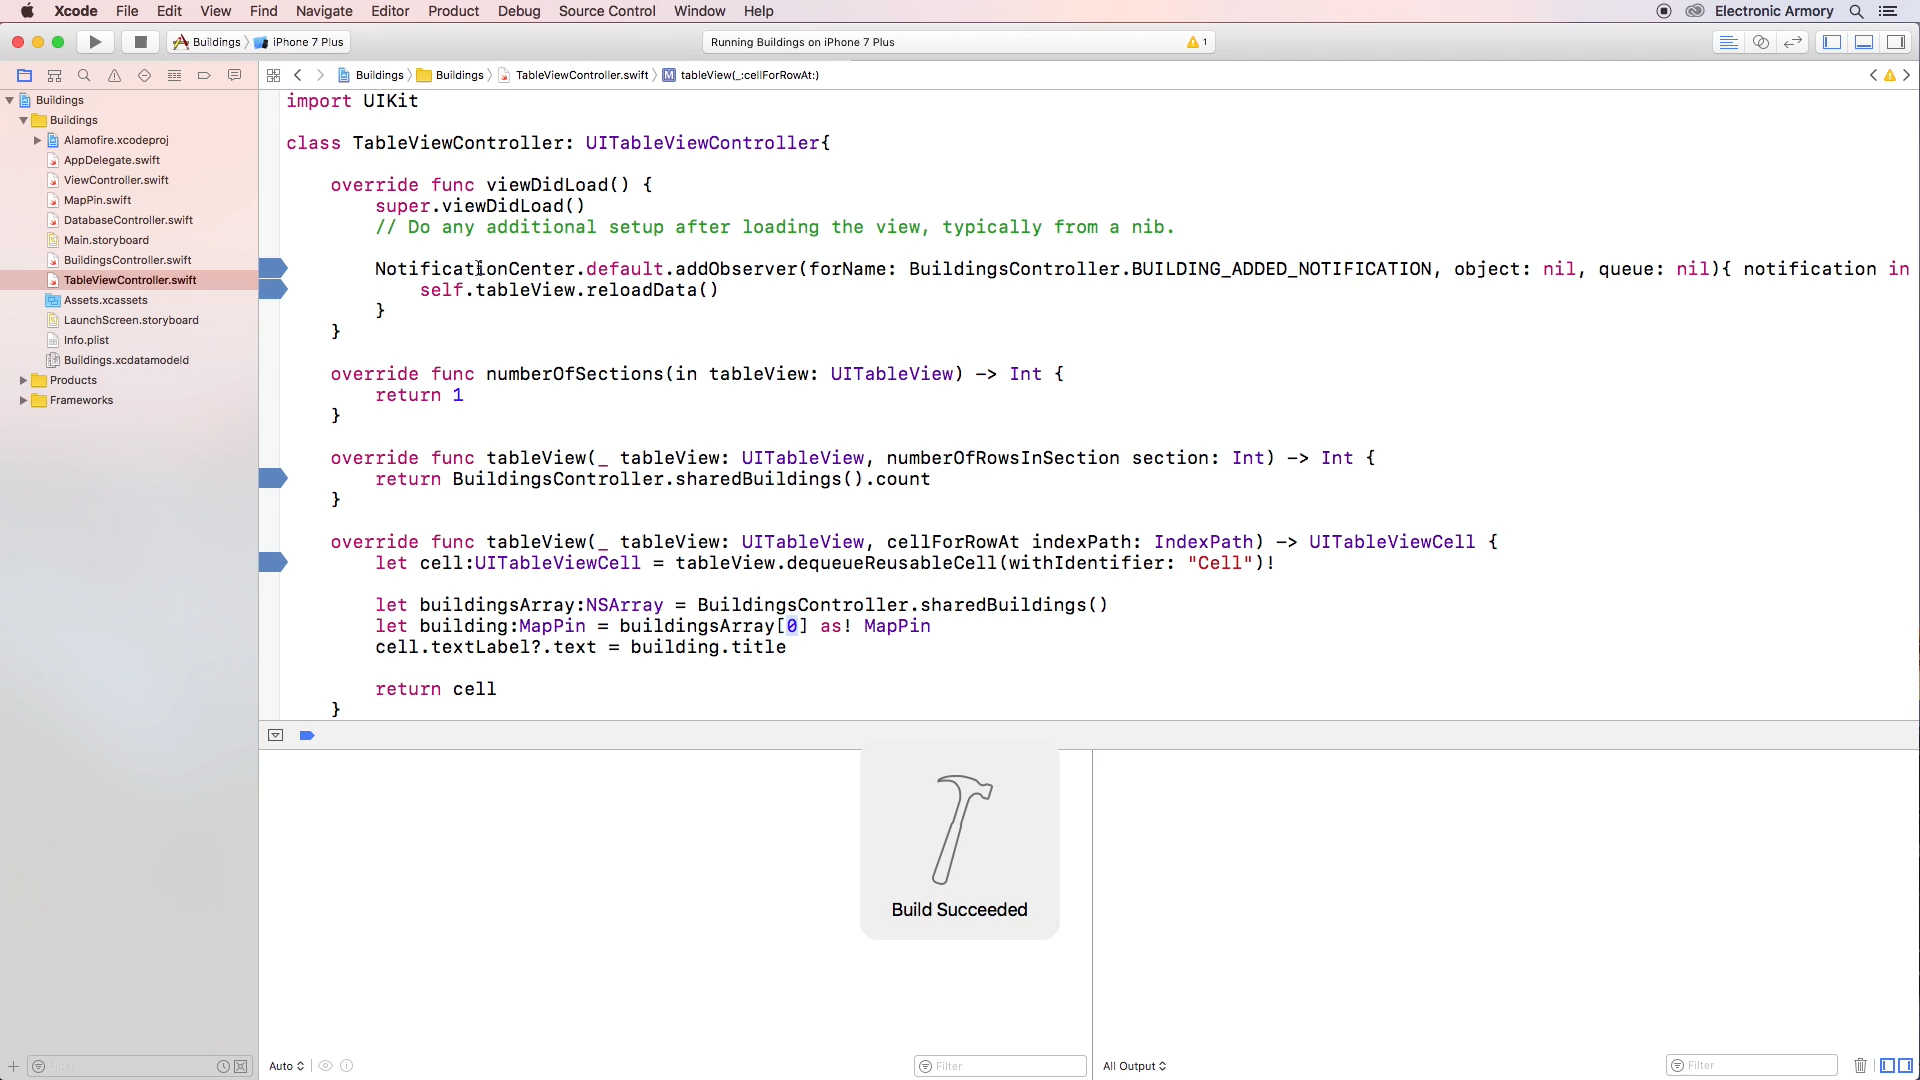 Xcode File Edit View Find Navigate Editor Product Debug Source Control Window Help Electronic Armory
Buildings iPhone 7 Plus Running Buildings on iPhone 7 Plus 1
Buildings Buildings TableViewController.swift M tableView(_:cellForRowAt:)
Buildings
Buildings
Alamofire.xcodeproj
AppDelegate.swift
ViewController.swift
MapPin.swift
DatabaseController.swift
Main.storyboard
BuildingsController.swift
TableViewController.swift
Assets.xcassets
LaunchScreen.storyboard
Info.plist
Buildings.xcdatamodeld
Products
Frameworks
import UIKit
class TableViewController: UITableViewController{
override func viewDidLoad() {
super.viewDidLoad()
// Do any additional setup after loading the view, typically from a nib.
NotificationCenter.default.addObserver(forName: BuildingsController.BUILDING_ADDED_NOTIFICATION, object: nil, queue: nil){ notification in
self.tableView.reloadData()
}
}
override func numberOfSections(in tableView: UITableView) -> Int {
return 1
}
override func tableView(_ tableView: UITableView, numberOfRowsInSection section: Int) -> Int {
return BuildingsController.sharedBuildings().count
}
override func tableView(_ tableView: UITableView, cellForRowAt indexPath: IndexPath) -> UITableViewCell {
let cell:UITableViewCell = tableView.dequeueReusableCell(withIdentifier: "Cell")!
let buildingsArray:NSArray = BuildingsController.sharedBuildings()
let building:MapPin = buildingsArray[0] as! MapPin
cell.textLabel?.text = building.title
return cell
}
Build Succeeded
Filter Auto Filter All Output Filter